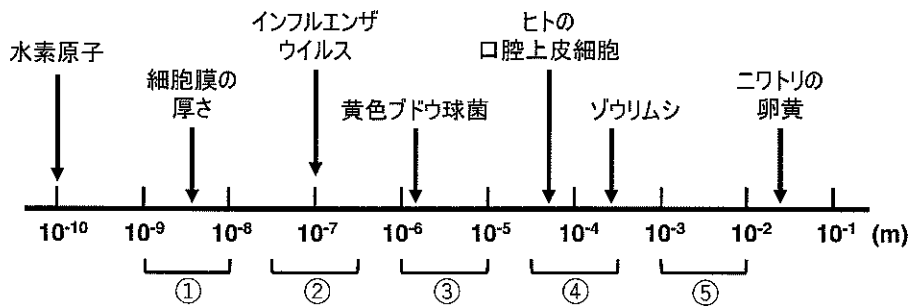 水素原子
細胞膜の
厚さ
インフルエンザ
ウイルス
黄色ブドウ球菌
ヒトの
口腔上皮細胞
ゾウリムシ
ニワトリの
卵黄
10⁻¹⁰ 10⁻⁹ 10⁻⁸ 10⁻⁷ 10⁻⁶ 10⁻⁵ 10⁻⁴ 10⁻³ 10⁻² 10⁻¹ (m)
① ② ③ ④ ⑤